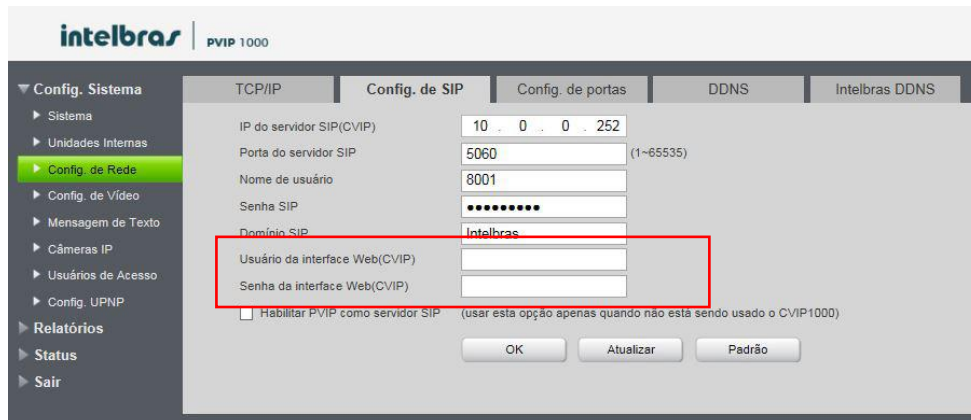 intelbras PVIP 1000
Config. Sistema
Sistema
Unidades Internas
Config. de Rede
Config. de Vídeo
Mensagem de Texto
Câmeras IP
Usuários de Acesso
Config. UPNP
Relatórios
Status
Sair
TCP/IP Config. de SIP Config. de portas DDNS Intelbras DDNS
IP do servidor SIP(CVIP) 10 . 0 . 0 . 252
Porta do servidor SIP 5060 (1~65535)
Nome de usuário 8001
Senha SIP •••••••••
Domínio SIP Intelbras
Usuário da interface Web(CVIP)
Senha da interface Web(CVIP)
Habilitar PVIP como servidor SIP (usar esta opção apenas quando não está sendo usado o CVIP1000)
OK Atualizar Padrão